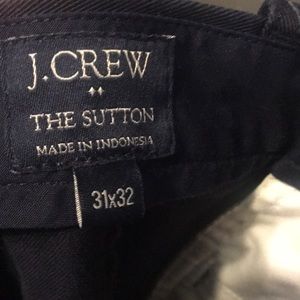 J.CREW
THE SUTTON
MADE IN INDONESIA
31x32